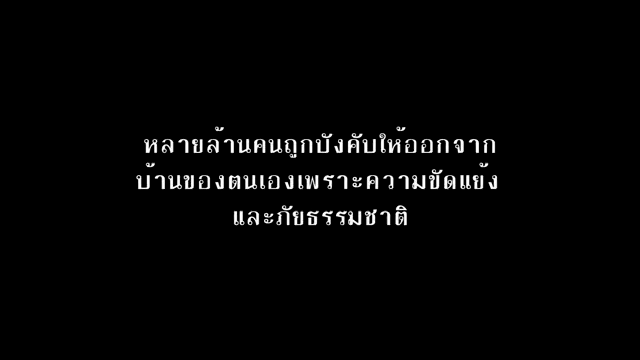 หลายล้านคนถูกบังคับให้ออกจาก
บ้านของตนเองเพราะความขัดแย้ง
และภัยธรรมชาติ